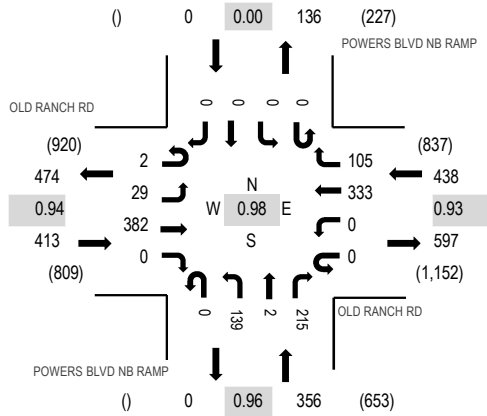 () 0 0.00 136 (227)
POWERS BLVD NB RAMP
OLD RANCH RD
0 0 0 0
(920) (837)
474 2 105 438
0.94 29 333 0.93
N
W 0.98 E
S
413 382 0 597
0 0
(809) (1,152)
0 139 2 215
OLD RANCH RD
POWERS BLVD NB RAMP
() 0 0.96 356 (653)